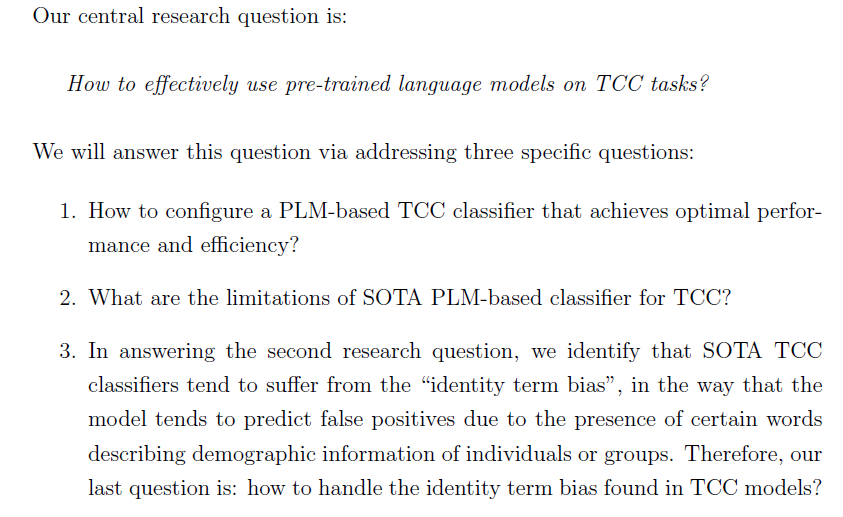 Our central research question is:
How to effectively use pre-trained language models on TCC tasks?
We will answer this question via addressing three specific questions:
1. How to configure a PLM-based TCC classifier that achieves optimal perfor-
mance and efficiency?
2. What are the limitations of SOTA PLM-based classifier for TCC?
3. In answering the second research question, we identify that SOTA TCC
classifiers tend to suffer from the “identity term bias”, in the way that the
model tends to predict false positives due to the presence of certain words
describing demographic information of individuals or groups. Therefore, our
last question is: how to handle the identity term bias found in TCC models?